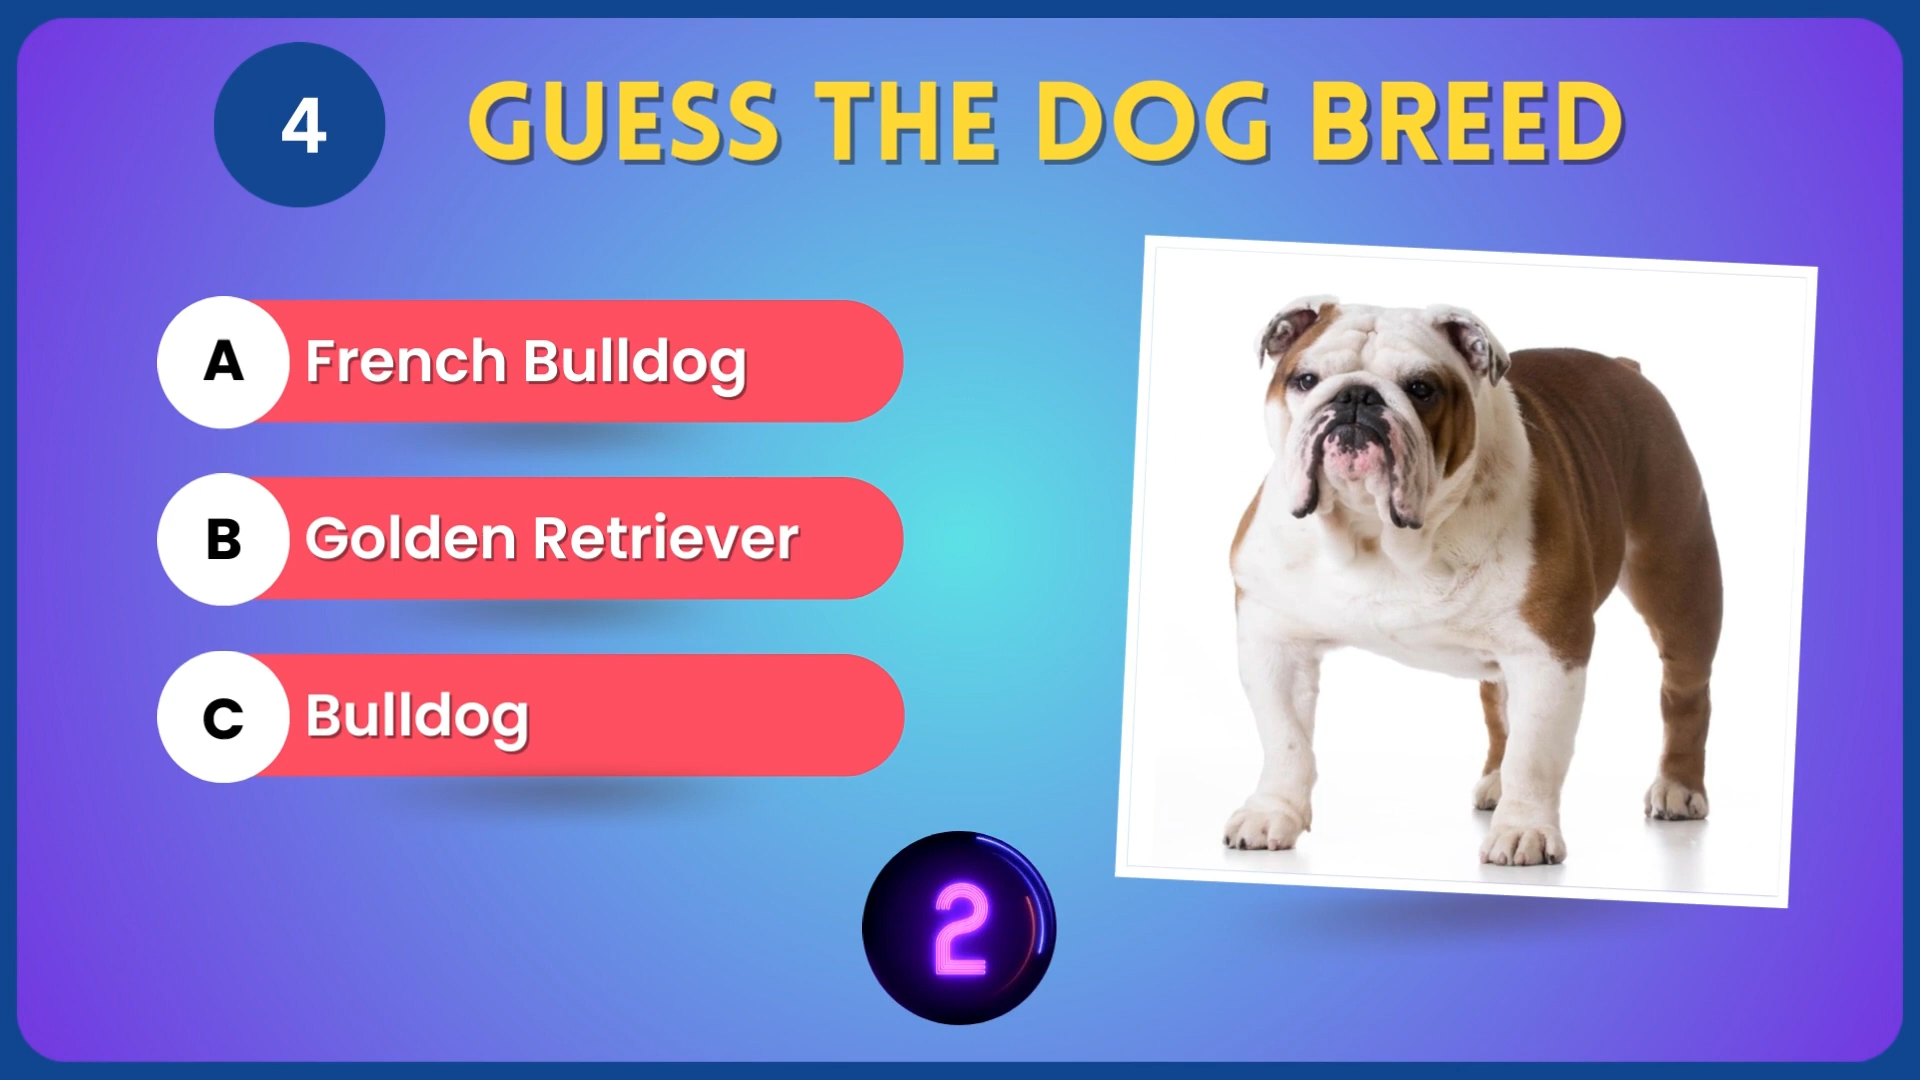 4
GUESS THE DOG BREED
A French Bulldog
B Golden Retriever
C Bulldog
2